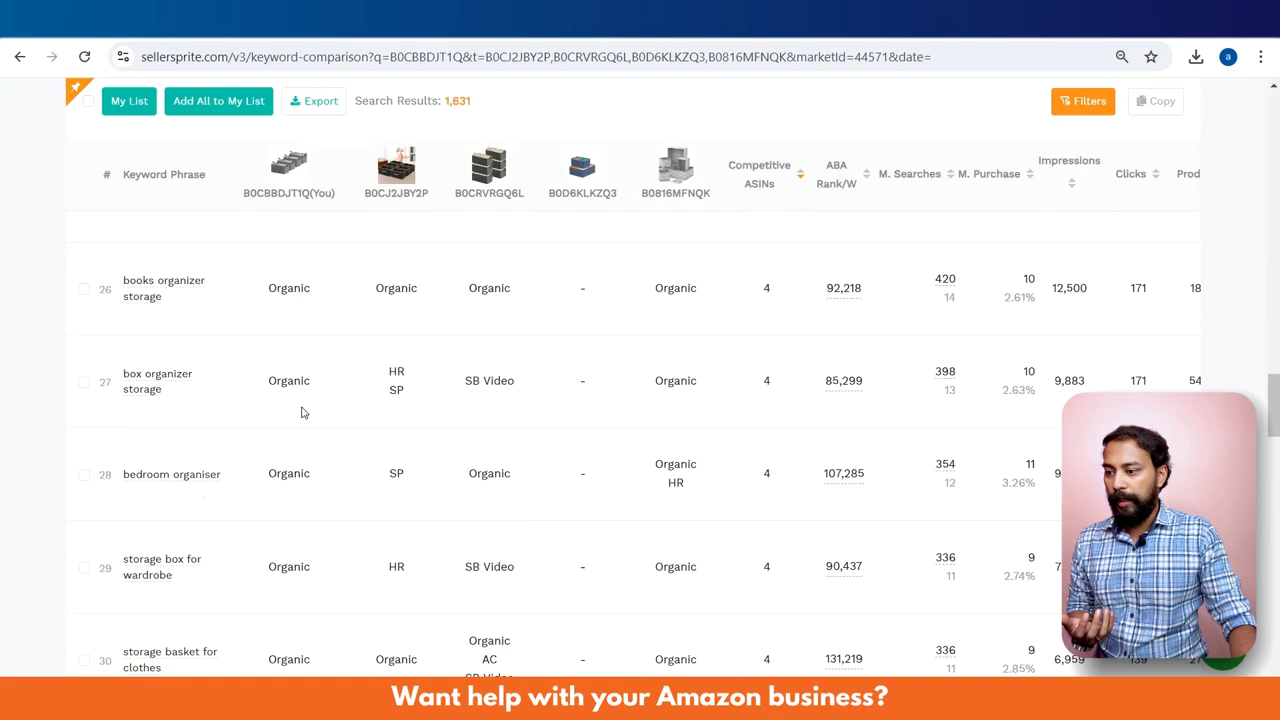 sellersprite.com/v3/keyword-comparison?q=B0CBBDJT1Q&t=B0CJ2JBY2P,B0CRVRGQ6L,B0D6KLKZQ3,B0816MFNQK&marketId=44571&date=
a
My List Add All to My List Export Search Results: 1,631 Filters Copy
# Keyword Phrase B0CBBDJT1Q(You) B0CJ2JBY2P B0CRVRGQ6L B0D6KLKZQ3 B0816MFNQK Competitive ASINs ABA Rank/W M. Searches M. Purchase Impressions Clicks Prod
26 books organizer Organic Organic Organic - Organic 4 92,218 420 10 12,500 171 18
storage 14 2.61%
27 box organizer Organic HR SB Video - Organic 4 85,299 398 10 9,883 171 54
storage SP 13 2.63%
28 bedroom organiser Organic SP Organic - Organic 4 107,285 354 11 9
HR 12 3.26%
29 storage box for Organic HR SB Video - Organic 4 90,437 336 9 7
wardrobe 11 2.74%
30 storage basket for Organic Organic Organic - Organic 4 131,219 336 9 6,959 139 27
clothes AC 11 2.85%
SB Video
Want help with your Amazon business?